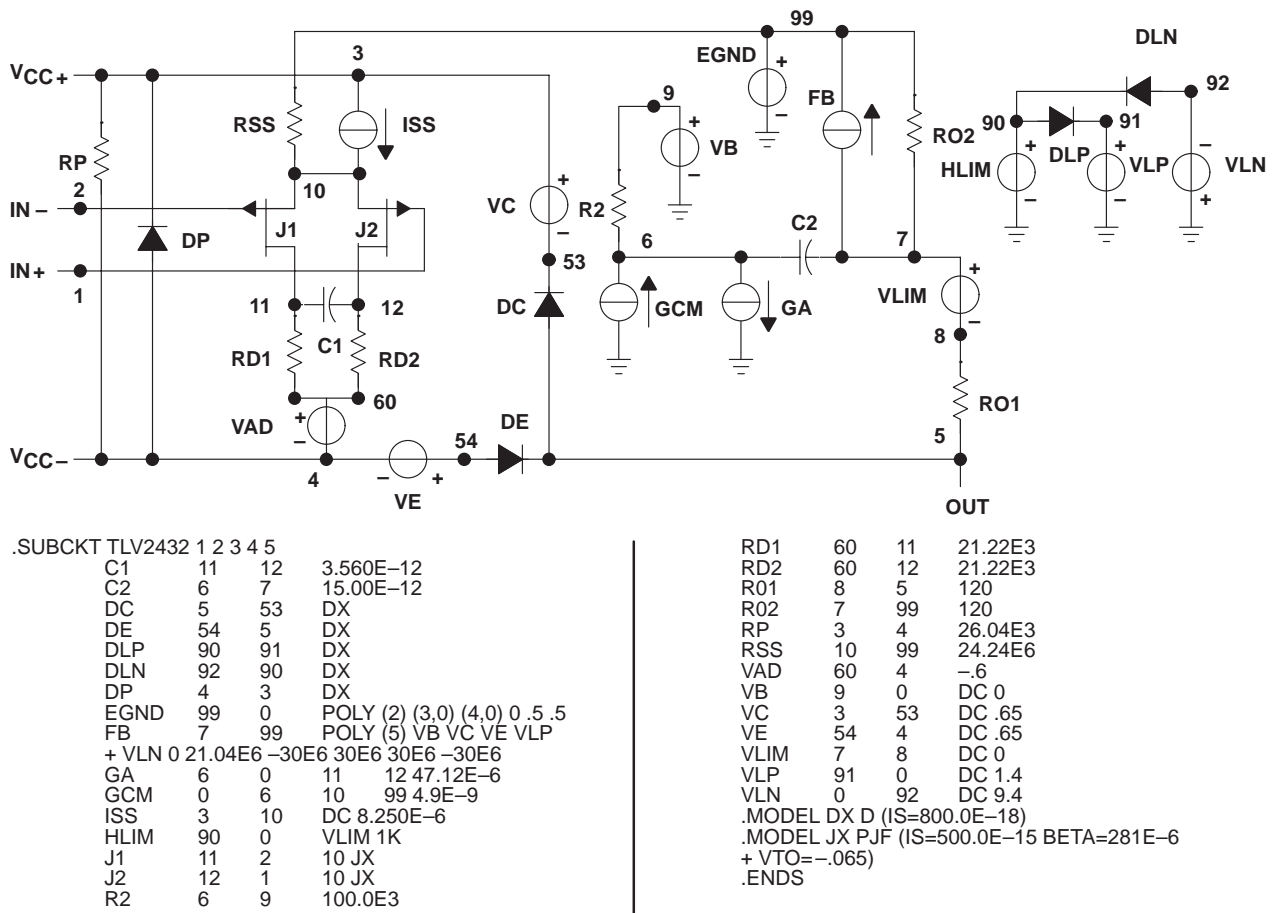 99
3
DLN
VCC+
EGND
+
92
9
FB
RSS
ISS
+
–
90
91
RP
VB
RO2
–
+
DLP
+
–
2
10
HLIM
VLP
VLN
IN –
VC
+
–
R2
–
–
+
J1
J2
C2
DP
6
7
IN +
53
+
1
VLIM
11
12
DC
GCM
GA
–
8
C1
RD1
RD2
RO1
60
+
VAD
–
DE
5
54
VCC–
4
–
+
VE
OUT
.SUBCKT TLV2432 1 2 3 4 5
C1 11 12 3.560E–12
C2 6 7 15.00E–12
DC 5 53 DX
DE 54 5 DX
DLP 90 91 DX
DLN 92 90 DX
DP 4 3 DX
EGND 99 0 POLY (2) (3,0) (4,0) 0 .5 .5
FB 7 99 POLY (5) VB VC VE VLP
+ VLN 0 21.04E6 –30E6 30E6 30E6 –30E6
GA 6 0 11 12 47.12E–6
GCM 0 6 10 99 4.9E–9
ISS 3 10 DC 8.250E–6
HLIM 90 0 VLIM 1K
J1 11 2 10 JX
J2 12 1 10 JX
R2 6 9 100.0E3
RD1 60 11 21.22E3
RD2 60 12 21.22E3
R01 8 5 120
R02 7 99 120
RP 3 4 26.04E3
RSS 10 99 24.24E6
VAD 60 4 –.6
VB 9 0 DC 0
VC 3 53 DC .65
VE 54 4 DC .65
VLIM 7 8 DC 0
VLP 91 0 DC 1.4
VLN 0 92 DC 9.4
.MODEL DX D (IS=800.0E–18)
.MODEL JX PJF (IS=500.0E–15 BETA=281E–6
+ VTO=–.065)
.ENDS